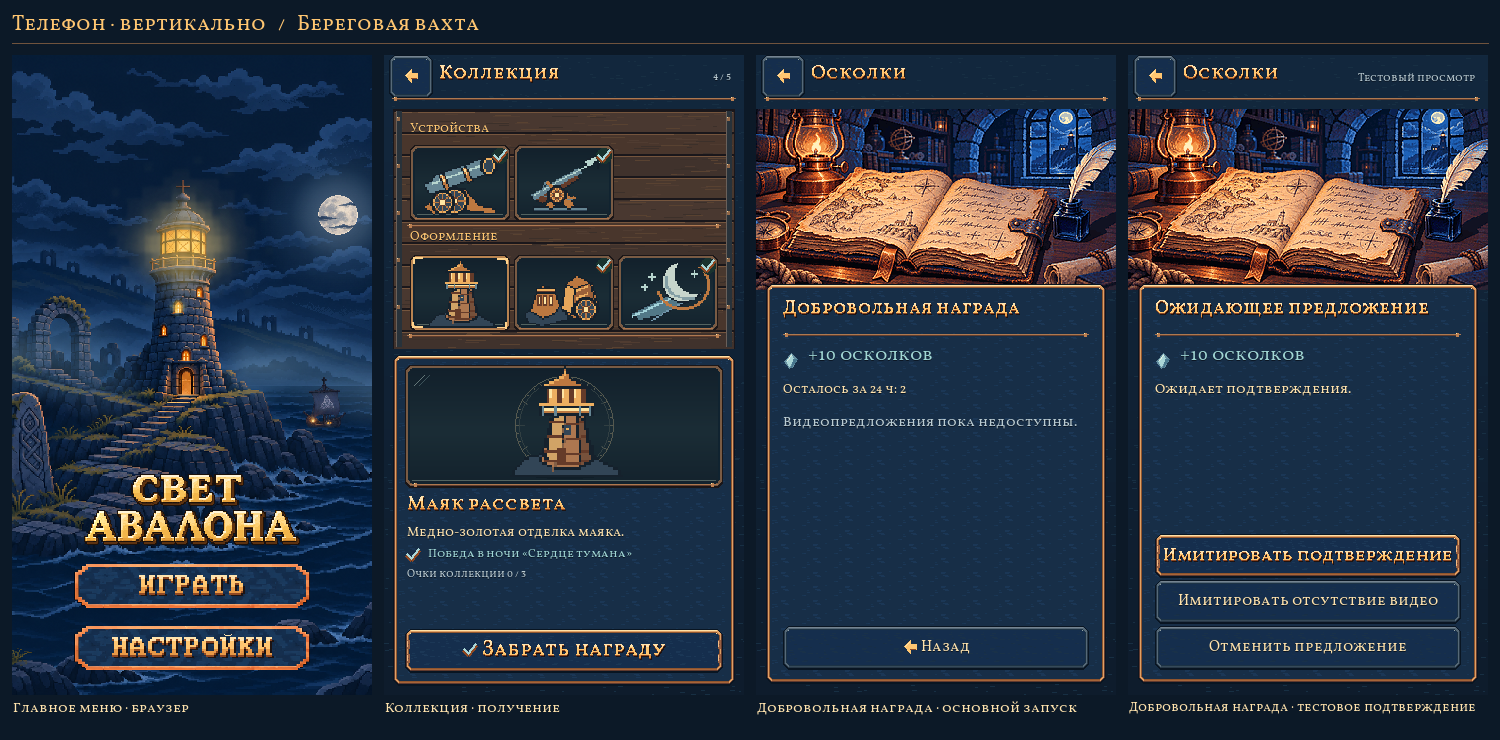 Телефон · вертикально / Береговая вахта
СВЕТ
АВАЛОНА
ИГРАТЬ
НАСТРОЙКИ
Главное меню · браузер
Коллекция
4 / 5
Устройства
Оформление
Маяк рассвета
Медно-золотая отделка маяка.
Победа в ночи «Сердце тумана»
Очки коллекции 0 / 3
Забрать награду
Коллекция · получение
Осколки
Добровольная награда
+10 осколков
Осталось за 24 ч: 2
Видеопредложения пока недоступны.
Назад
Добровольная награда · основной запуск
Осколки
Тестовый просмотр
Ожидающее предложение
+10 осколков
Ожидает подтверждения.
Имитировать подтверждение
Имитировать отсутствие видео
Отменить предложение
Добровольная награда · тестовое подтверждение